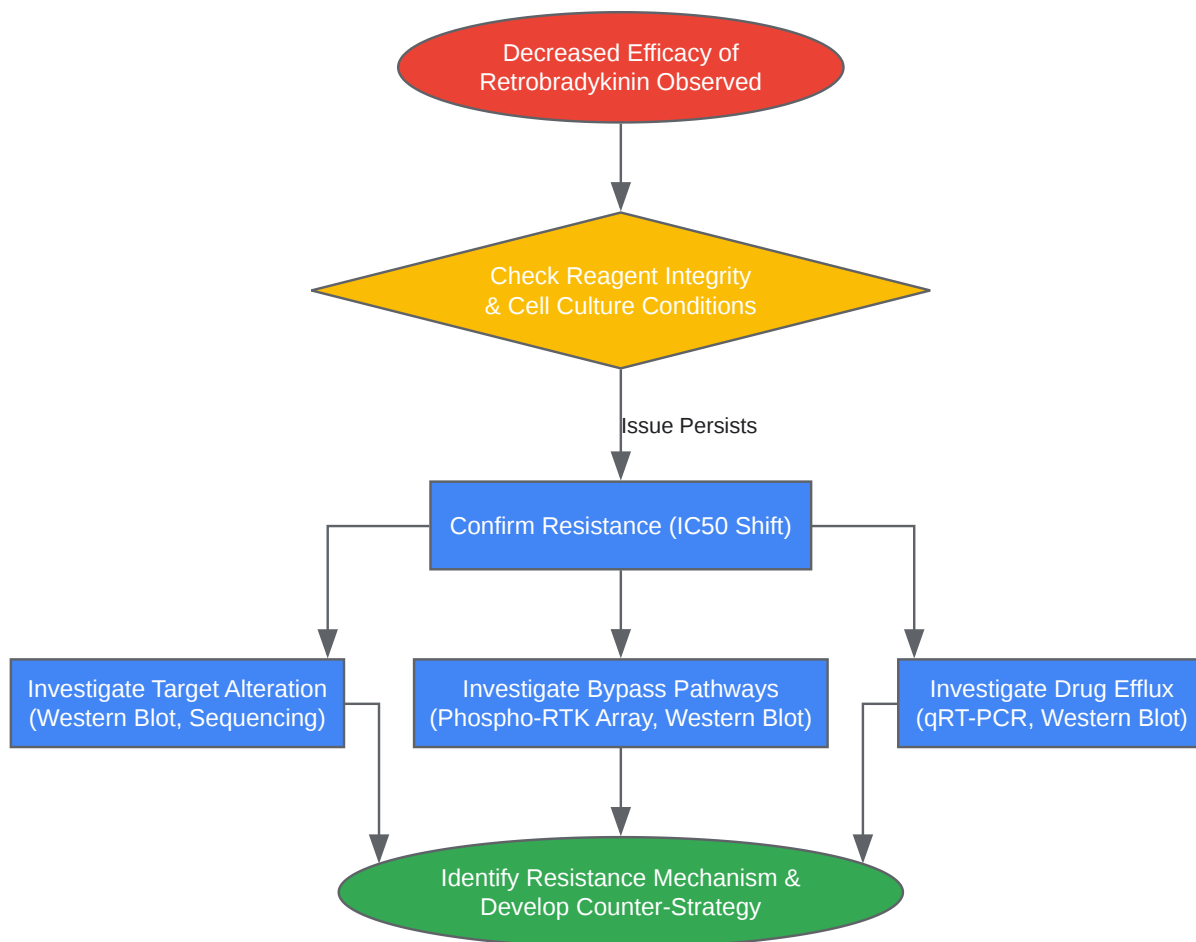 Decreased Efficacy of
Retrobradykinin Observed
Check Reagent Integrity
& Cell Culture Conditions
Issue Persists
Confirm Resistance (IC50 Shift)
Investigate Target Alteration
(Western Blot, Sequencing)
Investigate Bypass Pathways
(Phospho-RTK Array, Western Blot)
Investigate Drug Efflux
(qRT-PCR, Western Blot)
Identify Resistance Mechanism &
Develop Counter-Strategy